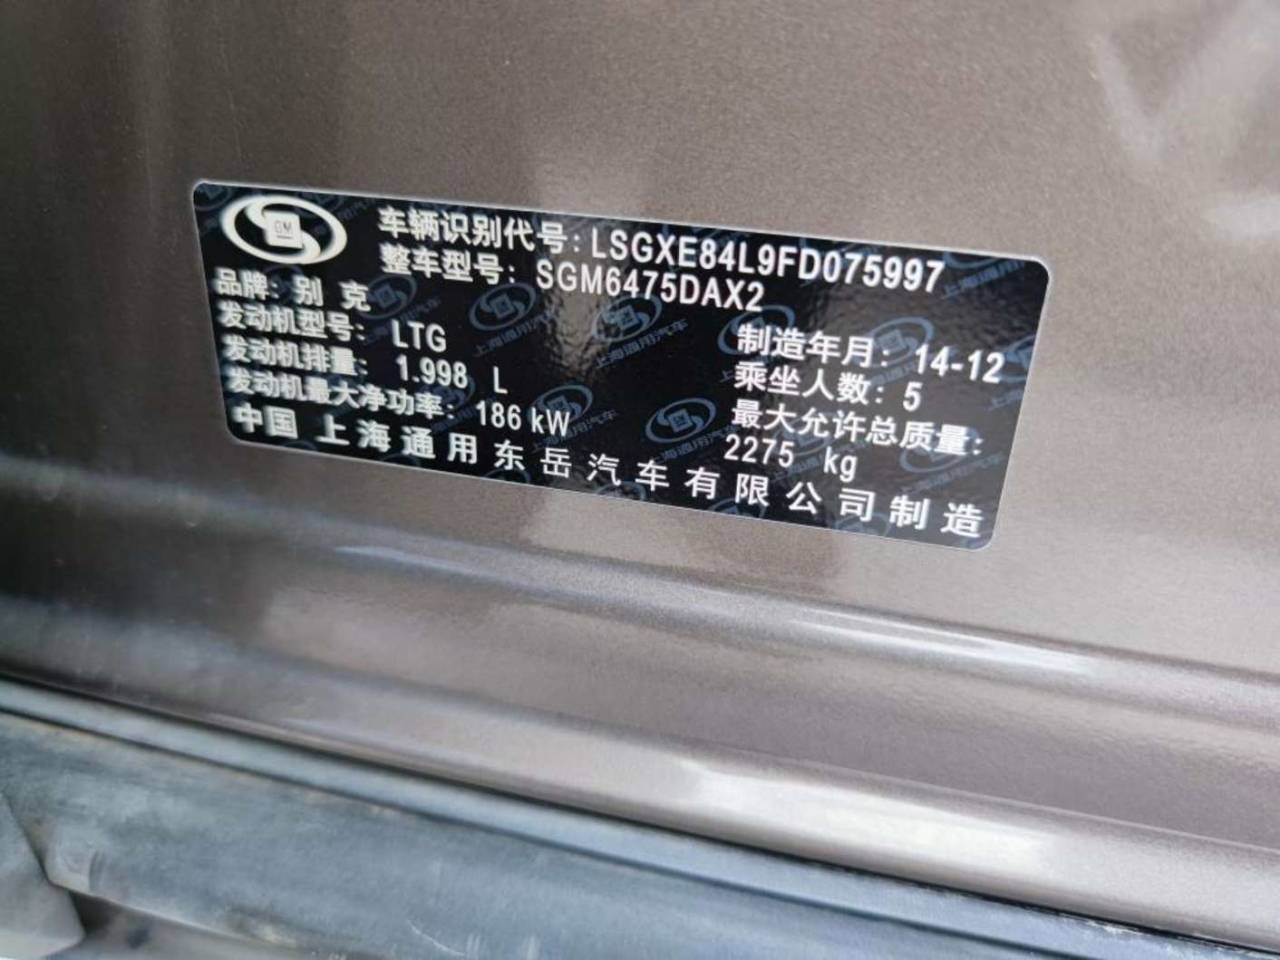 GM
车辆识别代号：LSGXE84L9FD075997
整车型号：SGM6475DAX2
品牌：别 克
发动机型号：LTG
制造年月：14-12
发动机排量：1.998 L
乘坐人数：5
发动机最大净功率：186 kW
最大允许总质量：
2275 kg
中国 上海通用东岳汽车有限公司制造